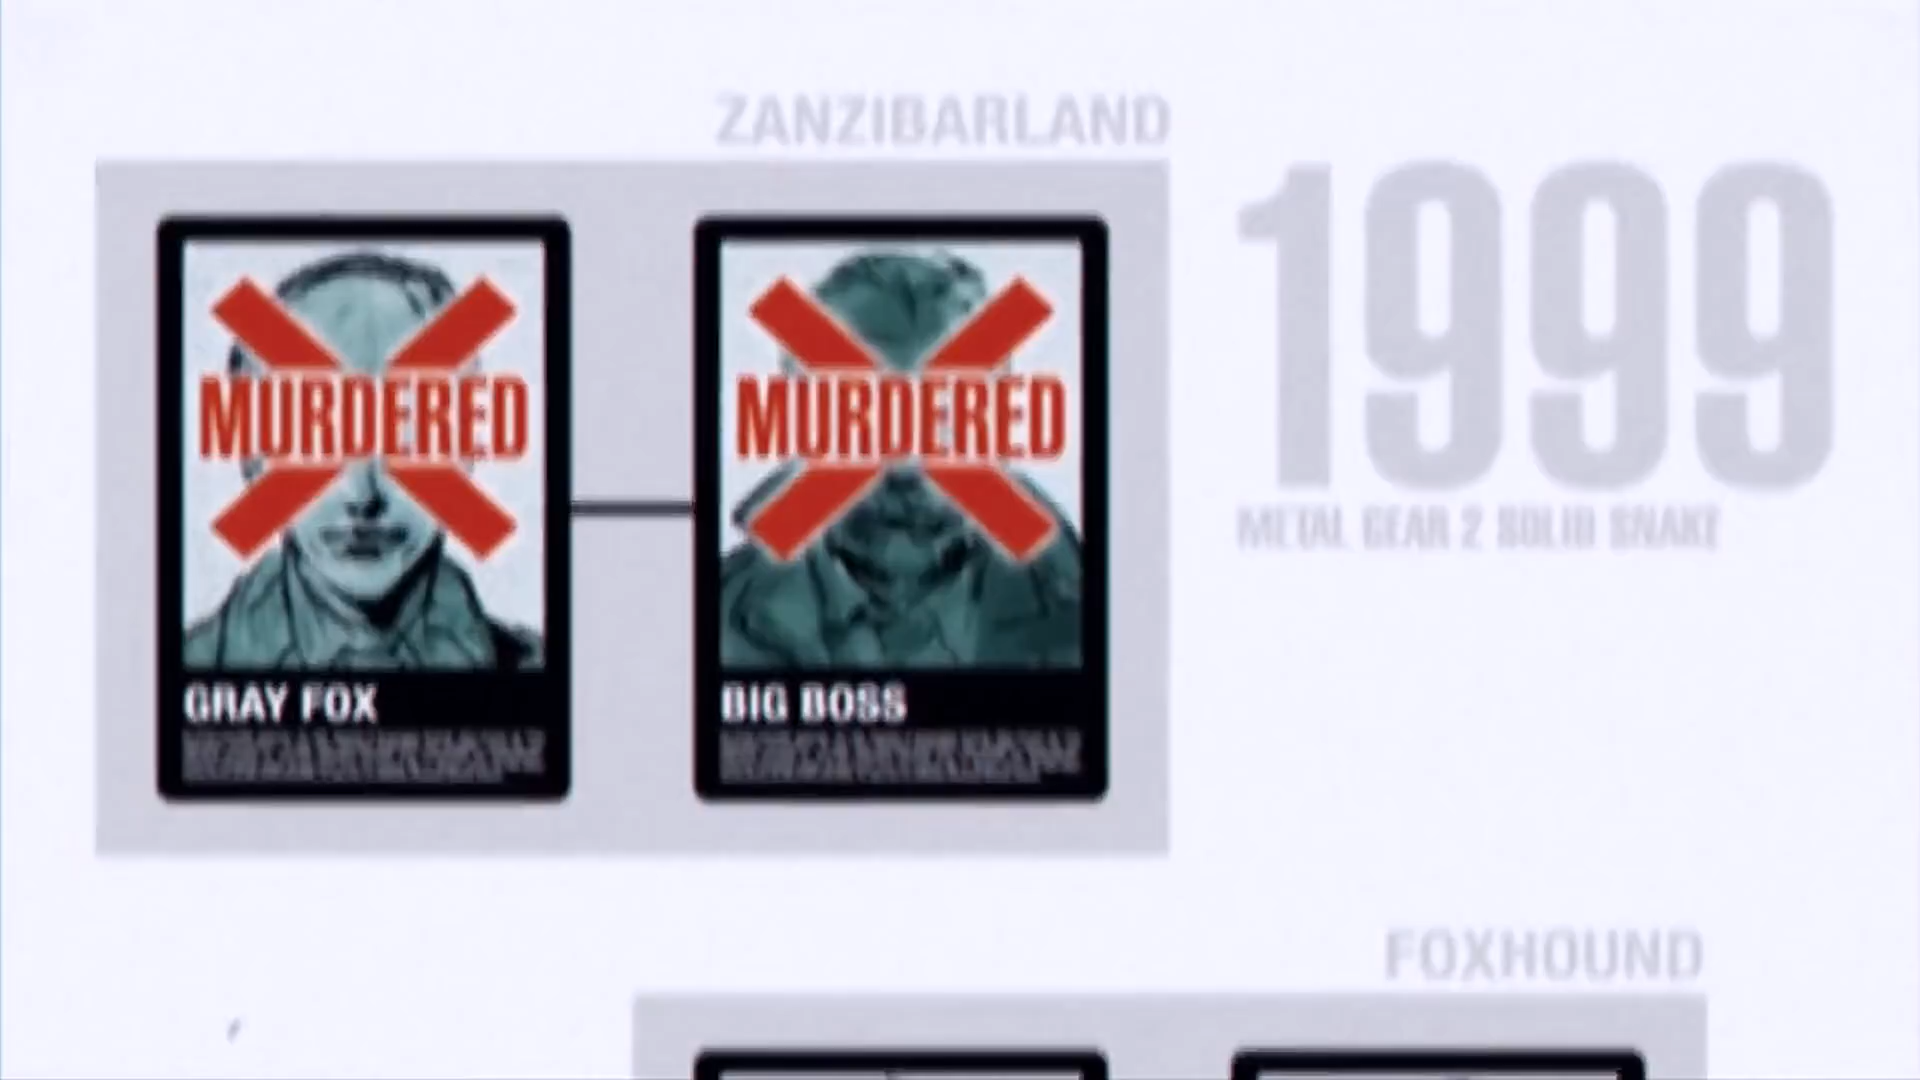 ZANZIBARLAND
1999
METAL GEAR 2 SOLID SNAKE
MURDERED
MURDERED
GRAY FOX
BIG BOSS
FOXHOUND